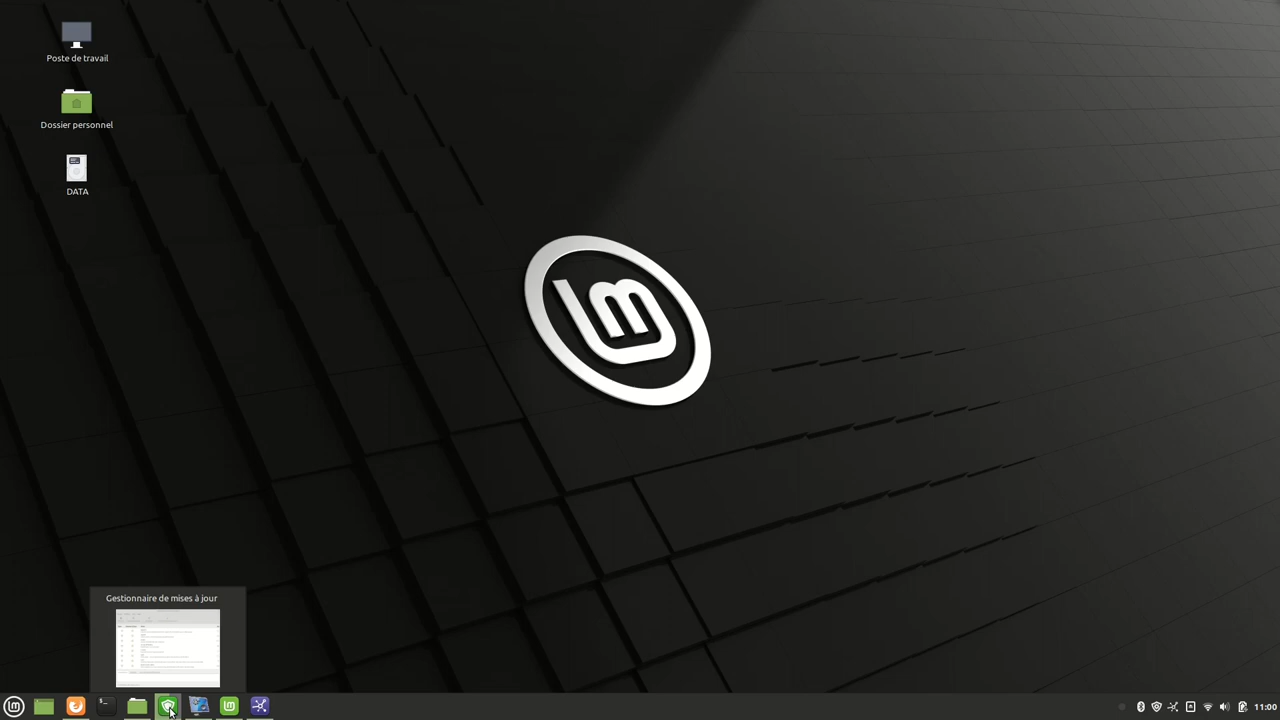 Poste de travail
Dossier personnel
DATA
Gestionnaire de mises à jour
11:00